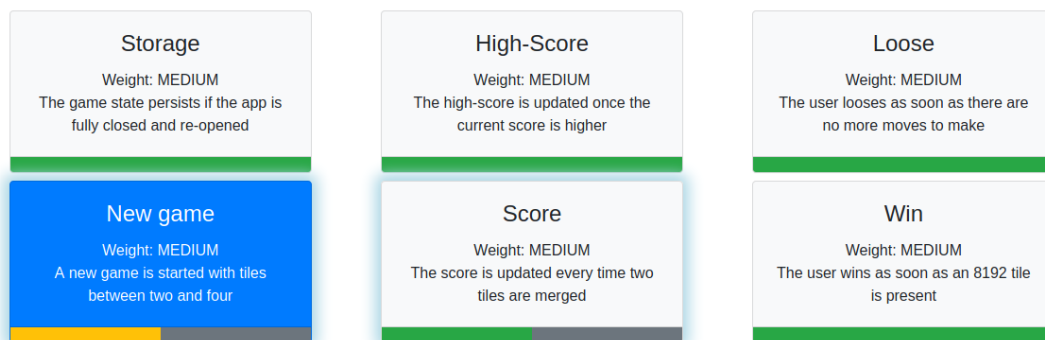 Storage
Weight: MEDIUM
The game state persists if the app is
fully closed and re-opened
High-Score
Weight: MEDIUM
The high-score is updated once the
current score is higher
Loose
Weight: MEDIUM
The user looses as soon as there are
no more moves to make
New game
Weight: MEDIUM
A new game is started with tiles
between two and four
Score
Weight: MEDIUM
The score is updated every time two
tiles are merged
Win
Weight: MEDIUM
The user wins as soon as an 8192 tile
is present